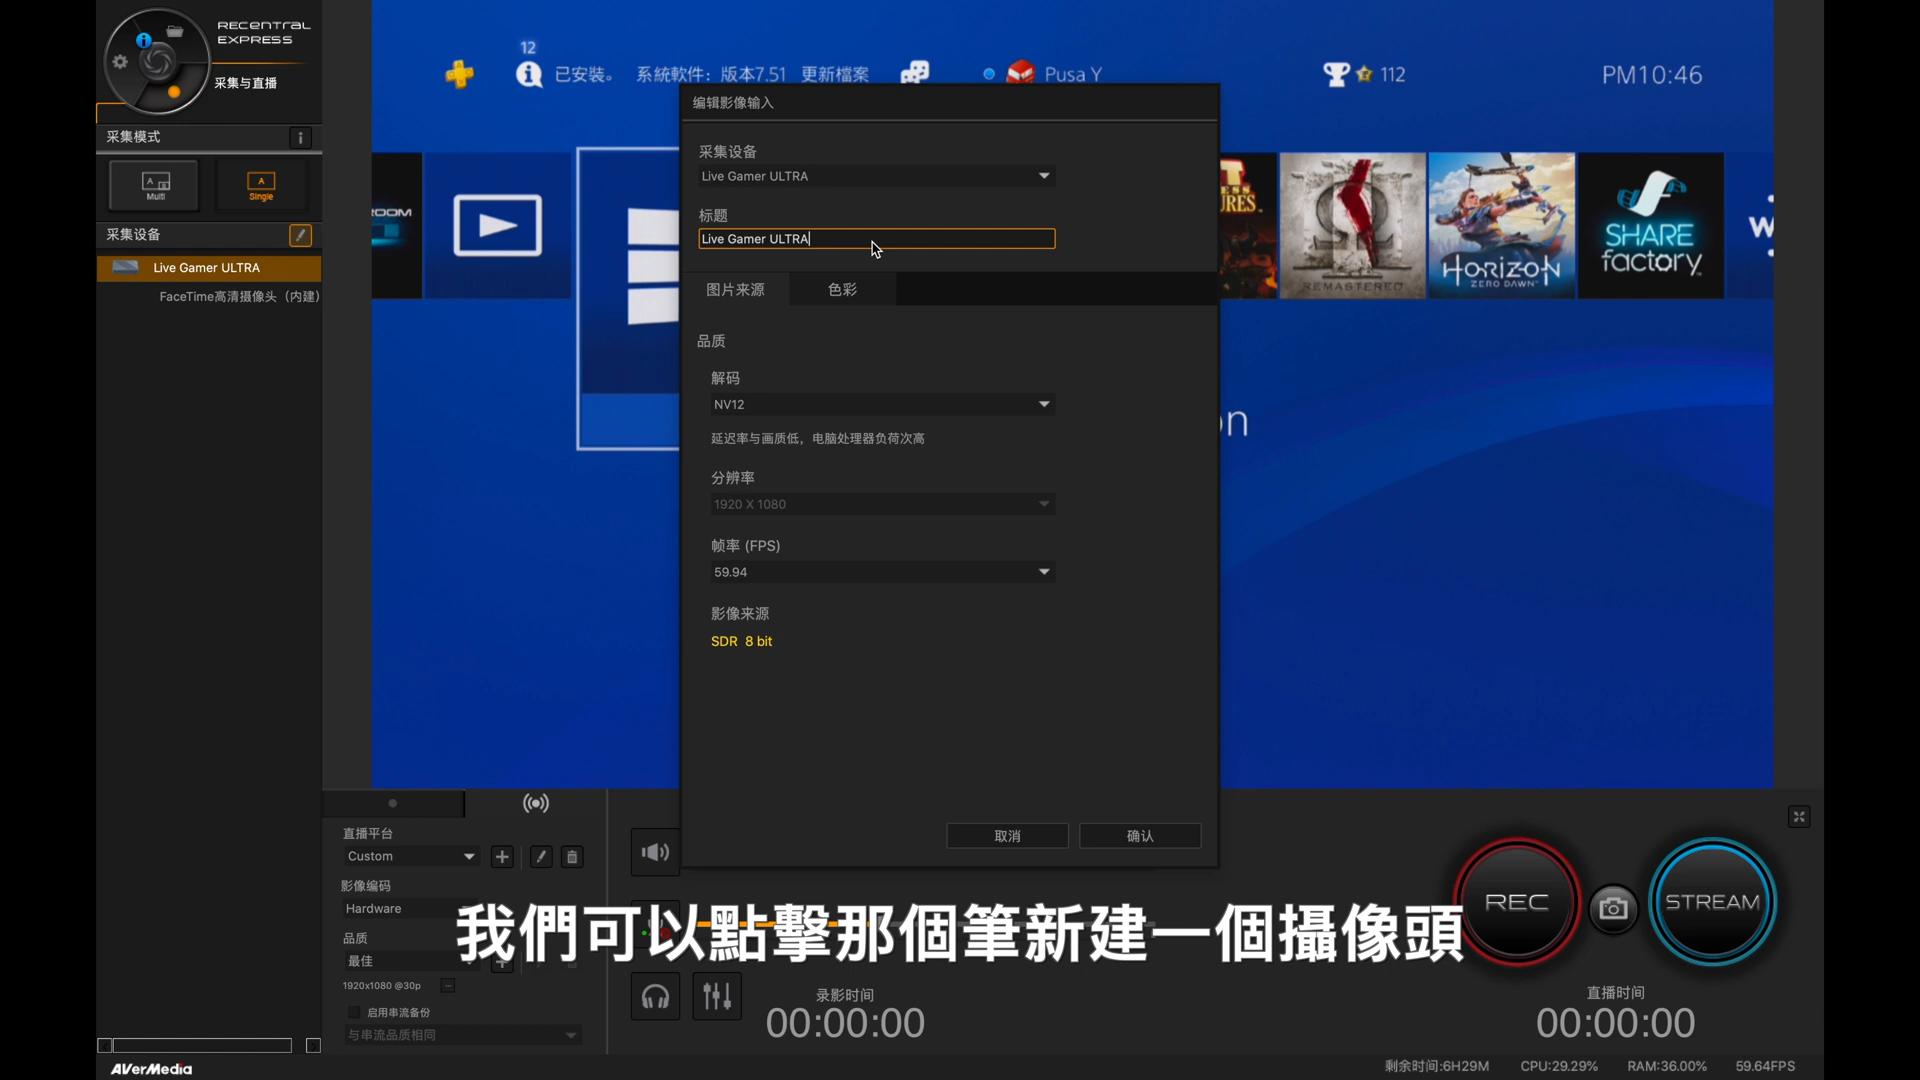 RECENTRAL
EXPRESS
采集与直播
采集模式
Multi
Single
采集设备
Live Gamer ULTRA
FaceTime高清摄像头（内建）
12
已安裝。 系統軟件：版本7.51 更新檔案
Pusa Y
112
PM10:46
REMASTERED
HORIZON
ZERO DAWN
SHARE
factory
编辑影像输入
采集设备
Live Gamer ULTRA
标题
Live Gamer ULTRA
图片来源
色彩
品质
解码
NV12
延迟率与画质低，电脑处理器负荷次高
分辨率
1920 X 1080
帧率 (FPS)
59.94
影像来源
SDR 8 bit
取消
确认
直播平台
Custom
影像编码
Hardware
品质
最佳
1920x1080 @30p
启用串流备份
与串流品质相同
我們可以點擊那個筆新建一個攝像頭
REC
STREAM
录影时间
00:00:00
直播时间
00:00:00
AVerMedia
剩余时间:6H29M
CPU:29.29%
RAM:36.00%
59.64FPS